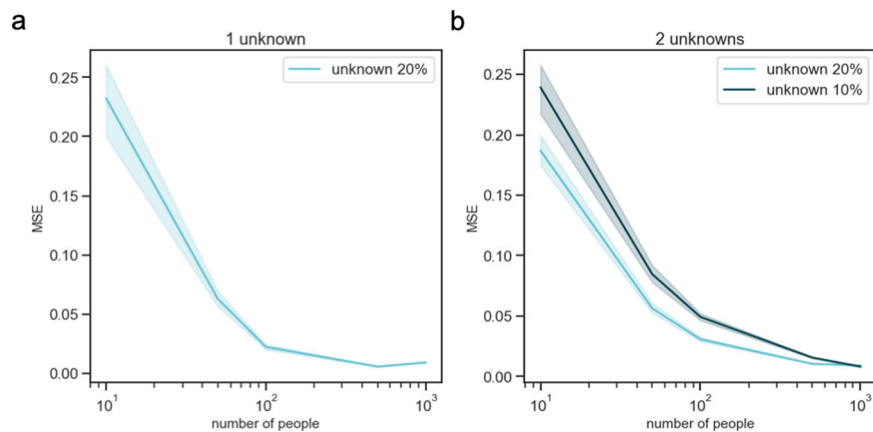 a
1 unknown
unknown 20%
0.25
0.20
0.15
0.10
0.05
0.00
MSE
10¹
10²
10³
number of people
b
2 unknowns
unknown 20%
unknown 10%
0.25
0.20
0.15
0.10
0.05
0.00
MSE
10¹
10²
10³
number of people